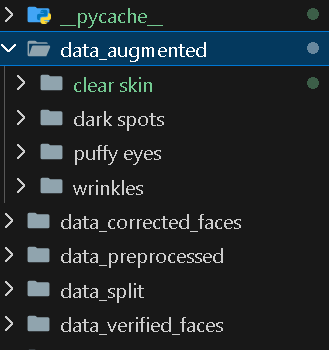 __pycache__
data_augmented
clear skin
dark spots
puffy eyes
wrinkles
data_corrected_faces
data_preprocessed
data_split
data_verified_faces